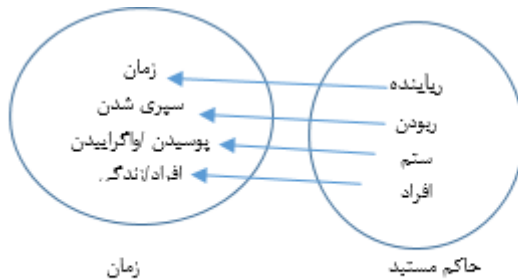 رباینده
ربودن
ستم
افراد
حاکم مستبد
زمان
سپری شدن
پوسیدن /واگراییدن
افراد/زندگی
زمان